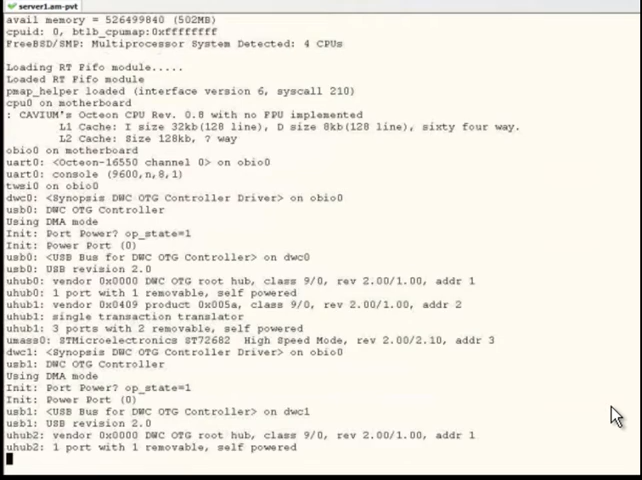 server1.am-pvt
avail memory = 526499840 (502MB)
cpuid: 0, btlb_cpumap:0xffffffff
FreeBSD/SMP: Multiprocessor System Detected: 4 CPUs
Loading RT Fifo module.....
Loaded RT Fifo module
pmap_helper loaded (interface version 6, syscall 210)
cpu0 on motherboard
: CAVIUM's Octeon CPU Rev. 0.8 with no FPU implemented
L1 Cache: I size 32kb(128 line), D size 8kb(128 line), sixty four way.
L2 Cache: Size 128kb, ? way
obio0 on motherboard
uart0: <Octeon-16550 channel 0> on obio0
uart0: console (9600,n,8,1)
twsi0 on obio0
dwc0: <Synopsis DWC OTG Controller Driver> on obio0
usb0: DWC OTG Controller
Using DMA mode
Init: Port Power? op_state=1
Init: Power Port (0)
usb0: <USB Bus for DWC OTG Controller> on dwc0
usb0: USB revision 2.0
uhub0: vendor 0x0000 DWC OTG root hub, class 9/0, rev 2.00/1.00, addr 1
uhub0: 1 port with 1 removable, self powered
uhub1: vendor 0x0409 product 0x005a, class 9/0, rev 2.00/1.00, addr 2
uhub1: single transaction translator
uhub1: 3 ports with 2 removable, self powered
umass0: STMicroelectronics ST72682  High Speed Mode, rev 2.00/2.10, addr 3
dwc1: <Synopsis DWC OTG Controller Driver> on obio0
usb1: DWC OTG Controller
Using DMA mode
Init: Port Power? op_state=1
Init: Power Port (0)
usb1: <USB Bus for DWC OTG Controller> on dwc1
usb1: USB revision 2.0
uhub2: vendor 0x0000 DWC OTG root hub, class 9/0, rev 2.00/1.00, addr 1
uhub2: 1 port with 1 removable, self powered